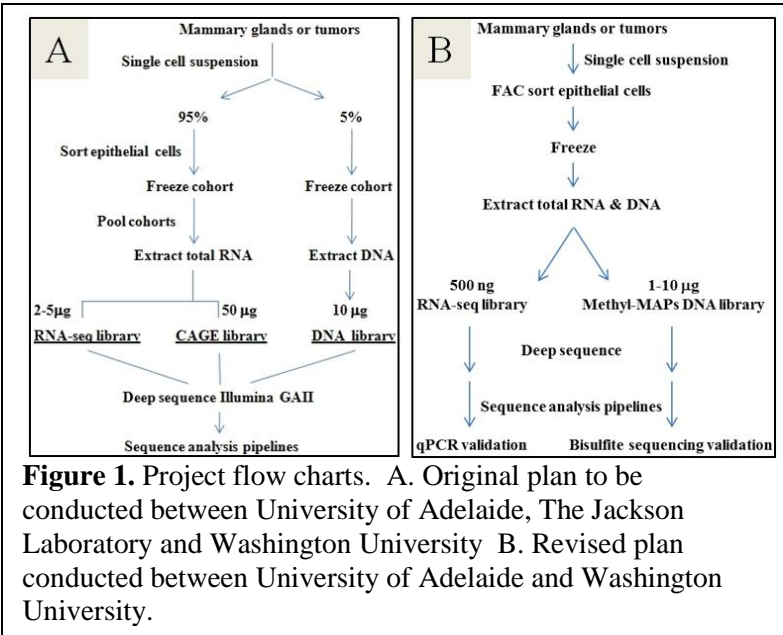 A
Mammary glands or tumors
Single cell suspension
95%
5%
Sort epithelial cells
Freeze cohort
Freeze cohort
Pool cohorts
Extract total RNA
Extract DNA
2-5µg
50 µg
10 µg
RNA-seq library
CAGE library
DNA library
Deep sequence Illumina GAII
Sequence analysis pipelines
B
Mammary glands or tumors
Single cell suspension
FAC sort epithelial cells
Freeze
Extract total RNA & DNA
500 ng
RNA-seq library
1-10 µg
Methyl-MAPs DNA library
Deep sequence
Sequence analysis pipelines
qPCR validation
Bisulfite sequencing validation
Figure 1. Project flow charts. A. Original plan to be
conducted between University of Adelaide, The Jackson
Laboratory and Washington University B. Revised plan
conducted between University of Adelaide and Washington
University.